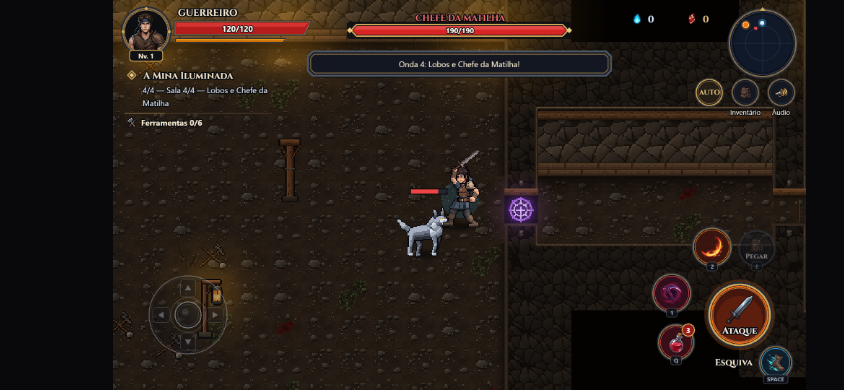 GUERREIRO
120/120
Nv. 1
CHEFE DA MATILHA
190/190
0
0
Onda 4: Lobos e Chefe da Matilha!
A MINA ILUMINADA
4/4 — Sala 4/4 — Lobos e Chefe da
Matilha
Ferramentas 0/6
AUTO
Inventário
Áudio
PEGAR
2
1
3
Q
ATAQUE
ESQUIVA
SPACE